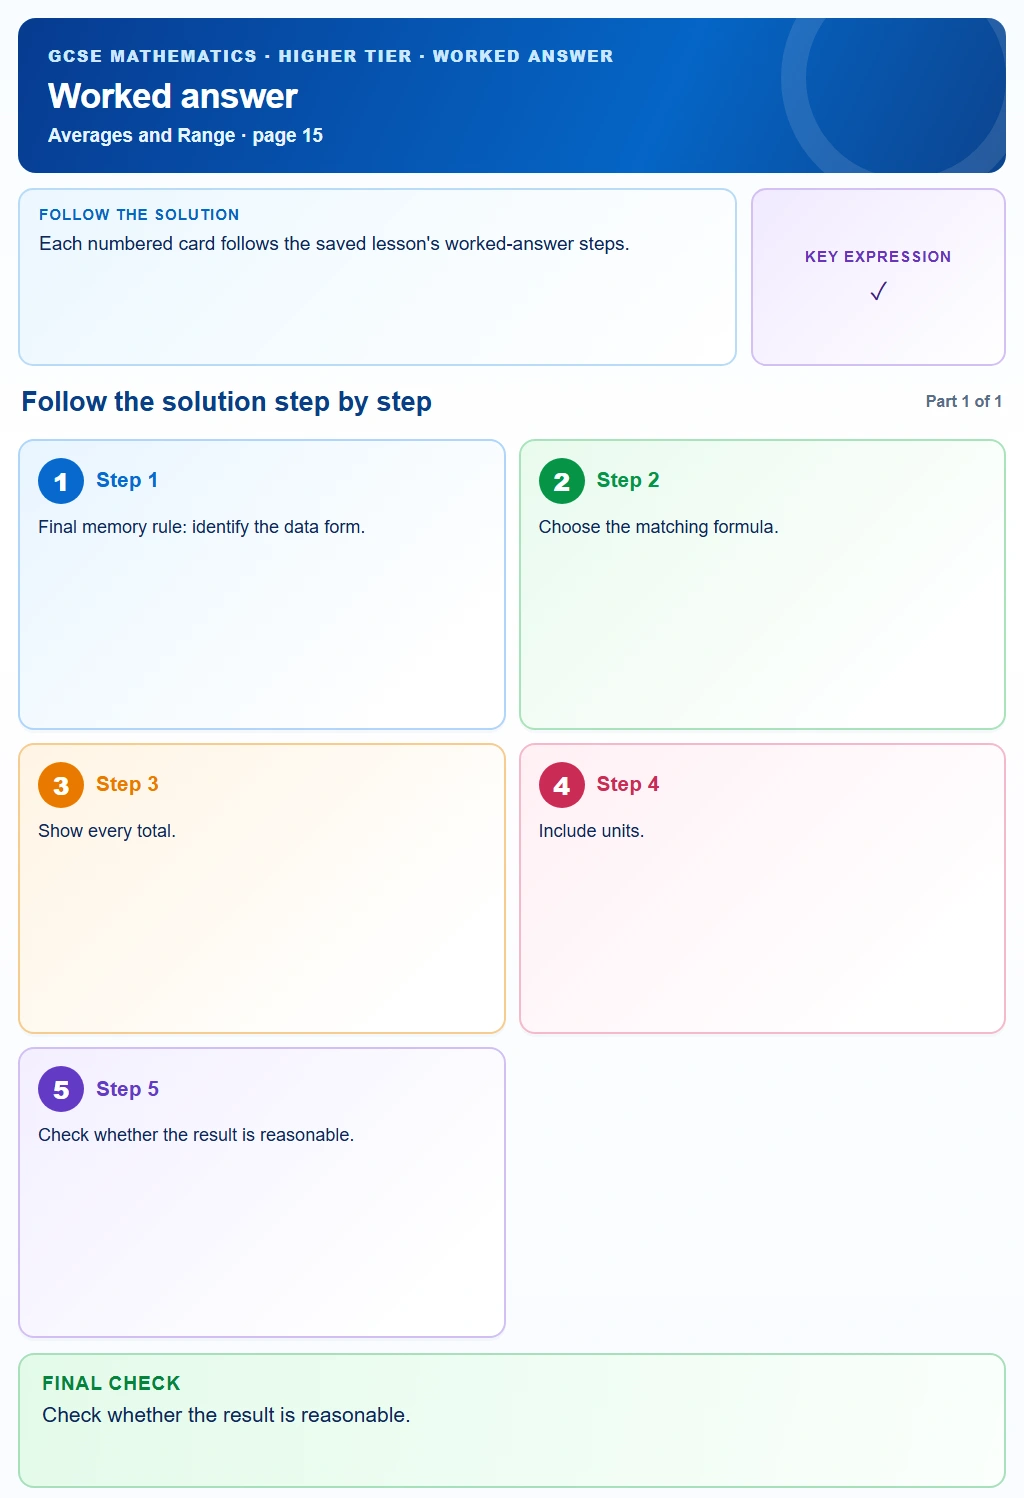 GCSE MATHEMATICS · HIGHER TIER · WORKED ANSWER
Worked answer
Averages and Range · page 15
FOLLOW THE SOLUTION
Each numbered card follows the saved lesson's worked-answer steps.
KEY EXPRESSION
✓
Follow the solution step by step
Part 1 of 1
1 Step 1
Final memory rule: identify the data form.
2 Step 2
Choose the matching formula.
3 Step 3
Show every total.
4 Step 4
Include units.
5 Step 5
Check whether the result is reasonable.
FINAL CHECK
Check whether the result is reasonable.